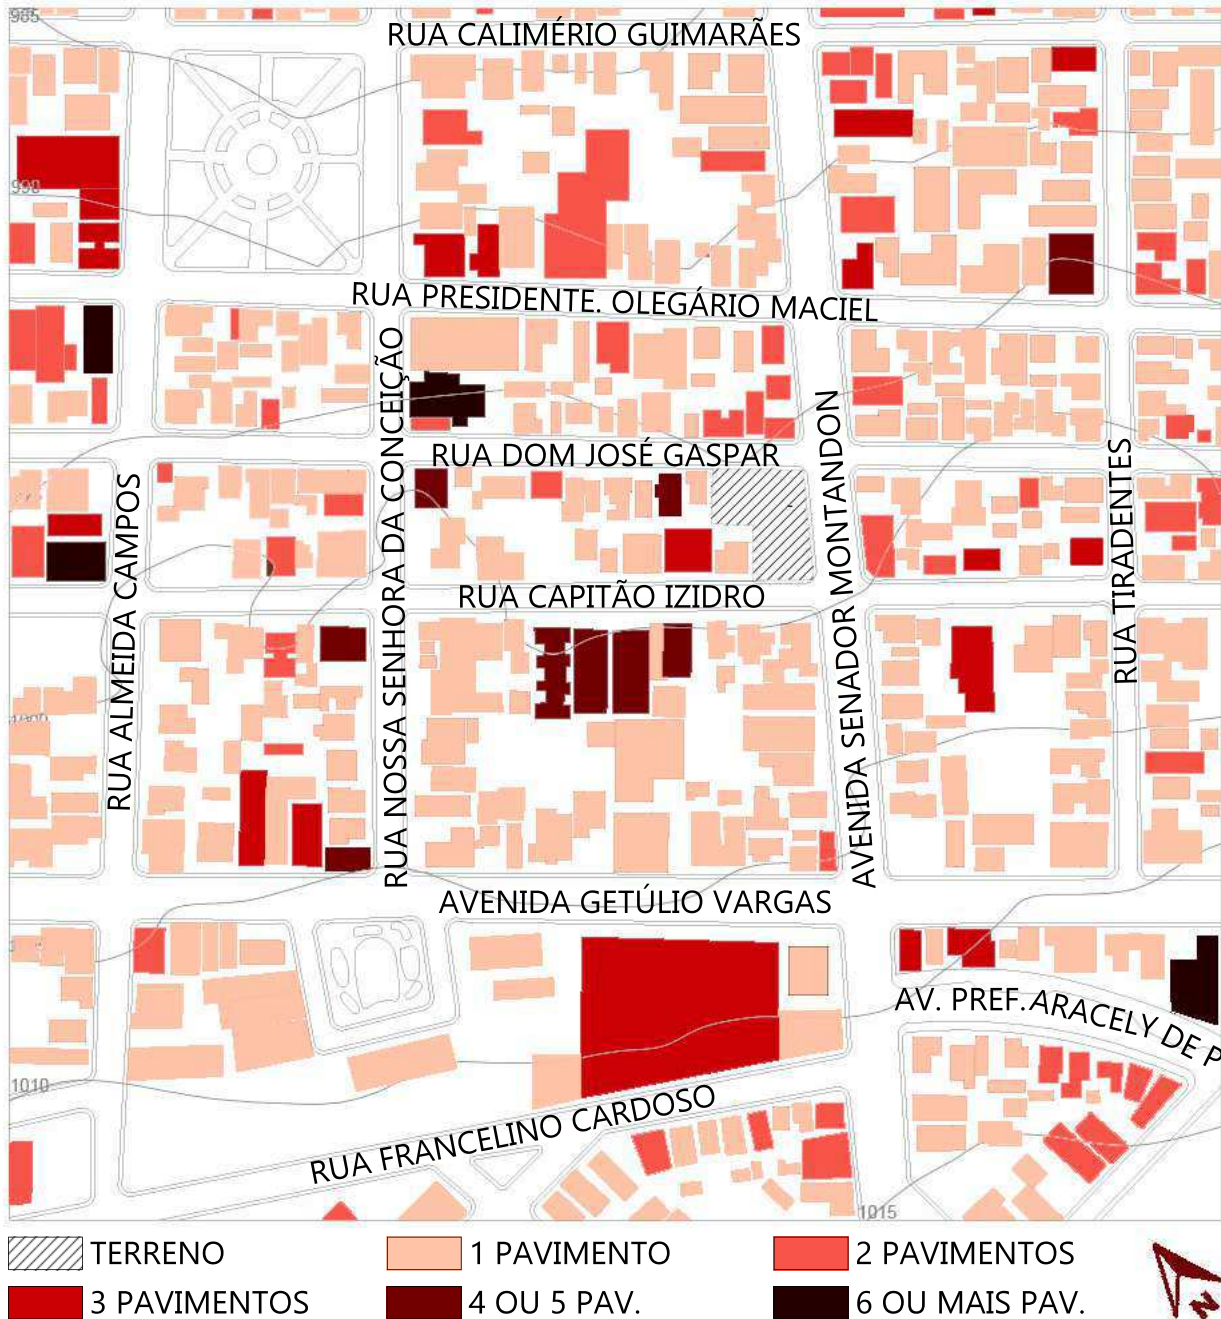 985
RUA CALIMÉRIO GUIMARÃES
990
RUA PRESIDENTE. OLEGÁRIO MACIEL
RUA NOSSA SENHORA DA CONCEIÇÃO
RUA DOM JOSÉ GASPAR
AVENIDA SENADOR MONTANDON
RUA TIRADENTES
RUA ALMEIDA CAMPOS
RUA CAPITÃO IZIDRO
AVENIDA GETÚLIO VARGAS
AV. PREF. ARACELY DE P
1010
RUA FRANCELINO CARDOSO
1015
TERRENO
1 PAVIMENTO
2 PAVIMENTOS
3 PAVIMENTOS
4 OU 5 PAV.
6 OU MAIS PAV.
N